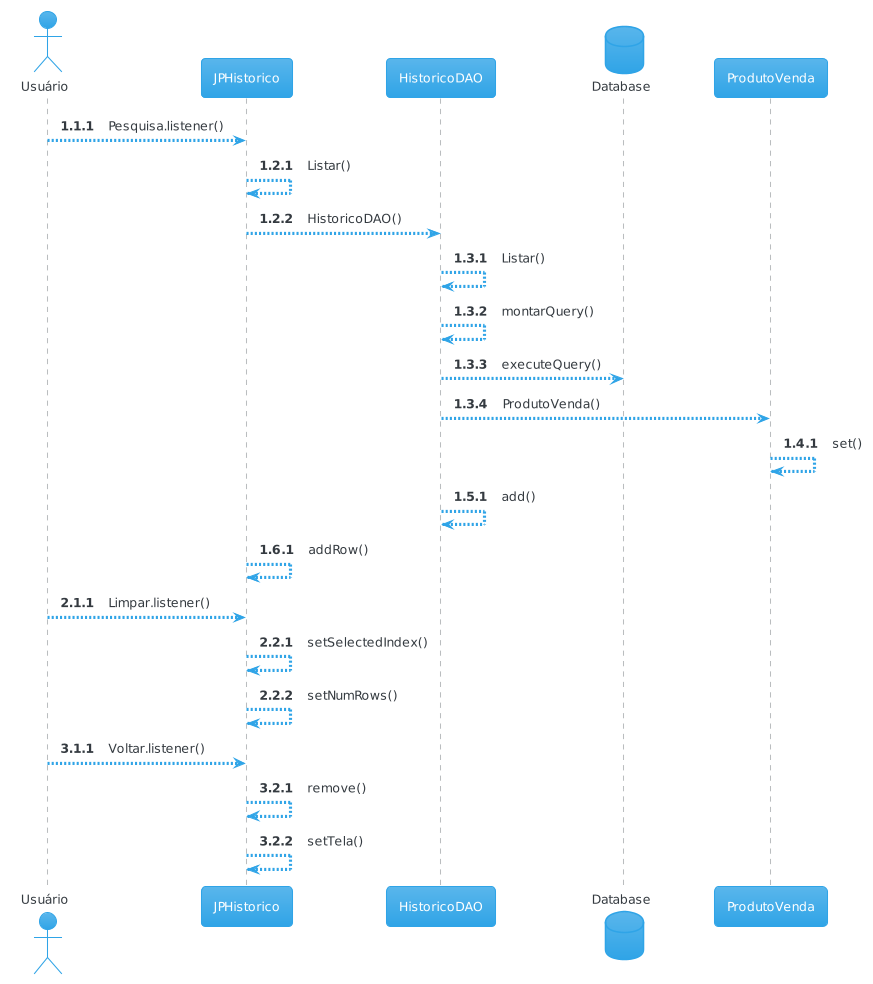 Usuário
JPHistorico
HistoricoDAO
Database
ProdutoVenda
1.1.1 Pesquisa.listener()
1.2.1 Listar()
1.2.2 HistoricoDAO()
1.3.1 Listar()
1.3.2 montarQuery()
1.3.3 executeQuery()
1.3.4 ProdutoVenda()
1.4.1 set()
1.5.1 add()
1.6.1 addRow()
2.1.1 Limpar.listener()
2.2.1 setSelectedIndex()
2.2.2 setNumRows()
3.1.1 Voltar.listener()
3.2.1 remove()
3.2.2 setTela()
Usuário
JPHistorico
HistoricoDAO
Database
ProdutoVenda